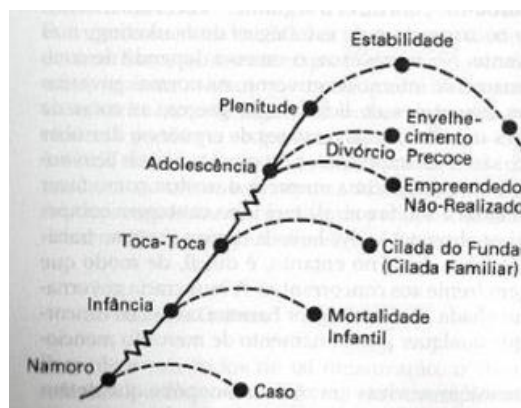 Estabilidade
Plenitude
Envelhe-
cimento
Precoce
Divórcio
Adolescência
Empreendedo
Não-Realizado
Toca-Toca
Cilada do Funda
(Cilada Familiar)
Infância
Mortalidade
Infantil
Namoro
Caso